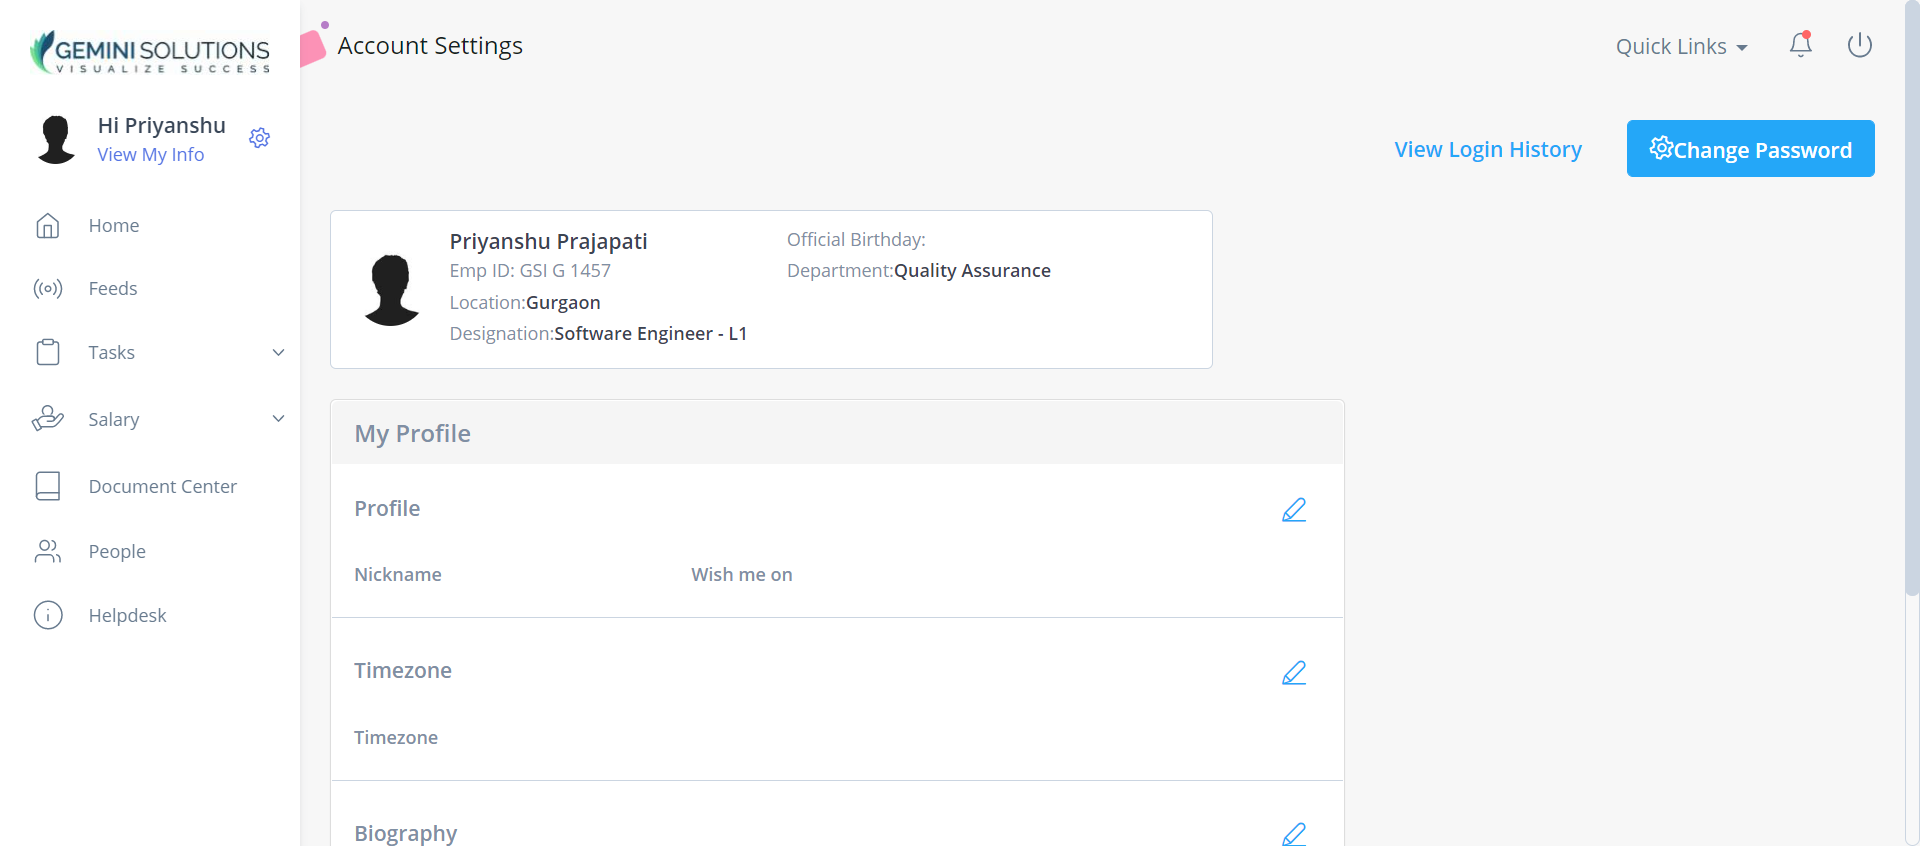 GEMINI SOLUTIONS
VISUALIZE SUCCESS
Hi Priyanshu
View My Info
Home
Feeds
Tasks
Salary
Document Center
People
Helpdesk
Account Settings
Quick Links
View Login History
Change Password
Priyanshu Prajapati
Emp ID: GSI G 1457
Location:Gurgaon
Designation:Software Engineer - L1
Official Birthday:
Department:Quality Assurance
My Profile
Profile
Nickname
Wish me on
Timezone
Timezone
Biography